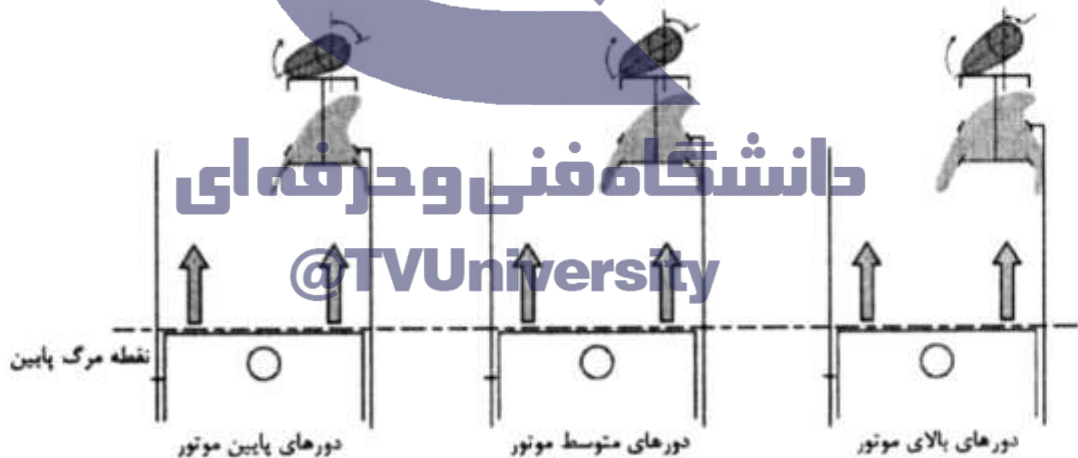 دانشگاه فنی و حرفه‌ای
@TVUniversity
نقطه مرگ پایین
دورهای بالای موتور
دورهای متوسط موتور
دورهای پایین موتور